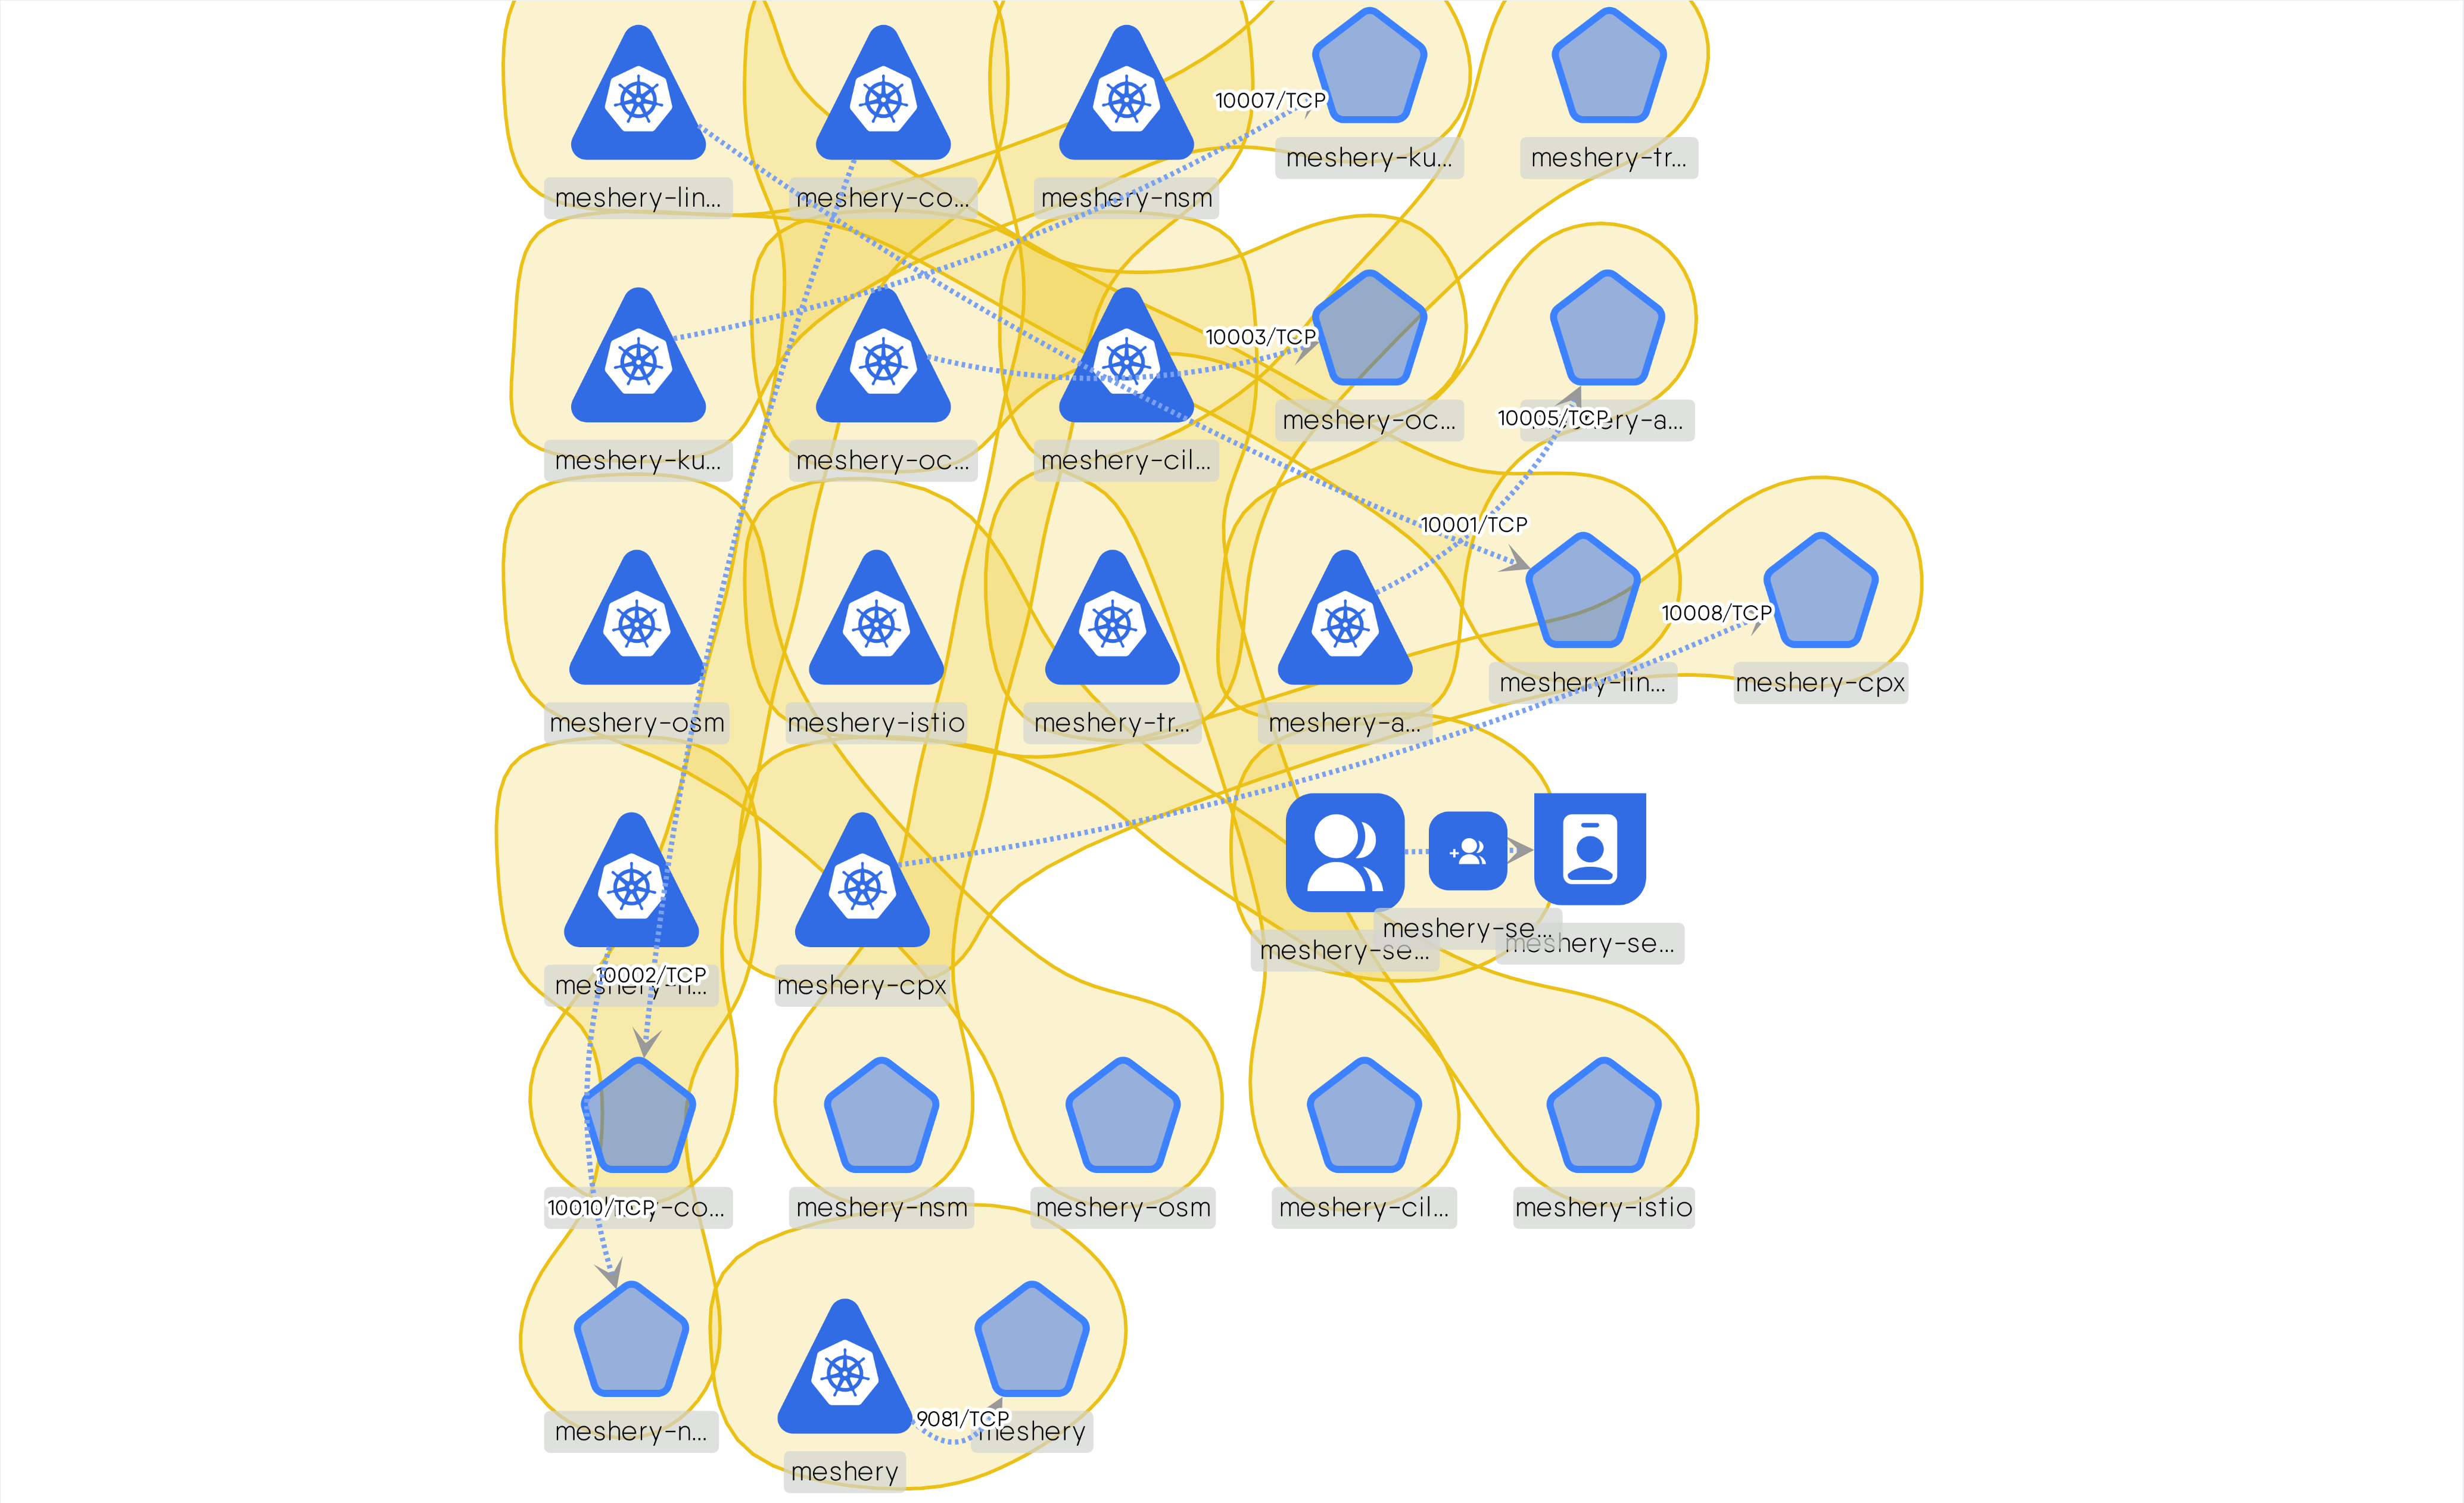 10007/TCP
meshery-ku...
meshery-tr...
meshery-lin...
meshery-co...
meshery-nsm
10003/TCP
meshery-oc...
10005/TCP
meshery-ku...
meshery-oc...
meshery-cil...
10001/TCP
10008/TCP
meshery-lin...
meshery-cpx
meshery-osm
meshery-istio
meshery-tr...
meshery-a...
meshery-se...
meshery-se...
meshery-se...
10002/TCP
meshery-cpx
10010/TCP
meshery-nsm
meshery-osm
meshery-cil...
meshery-istio
meshery-n...
9081/TCP
meshery
meshery